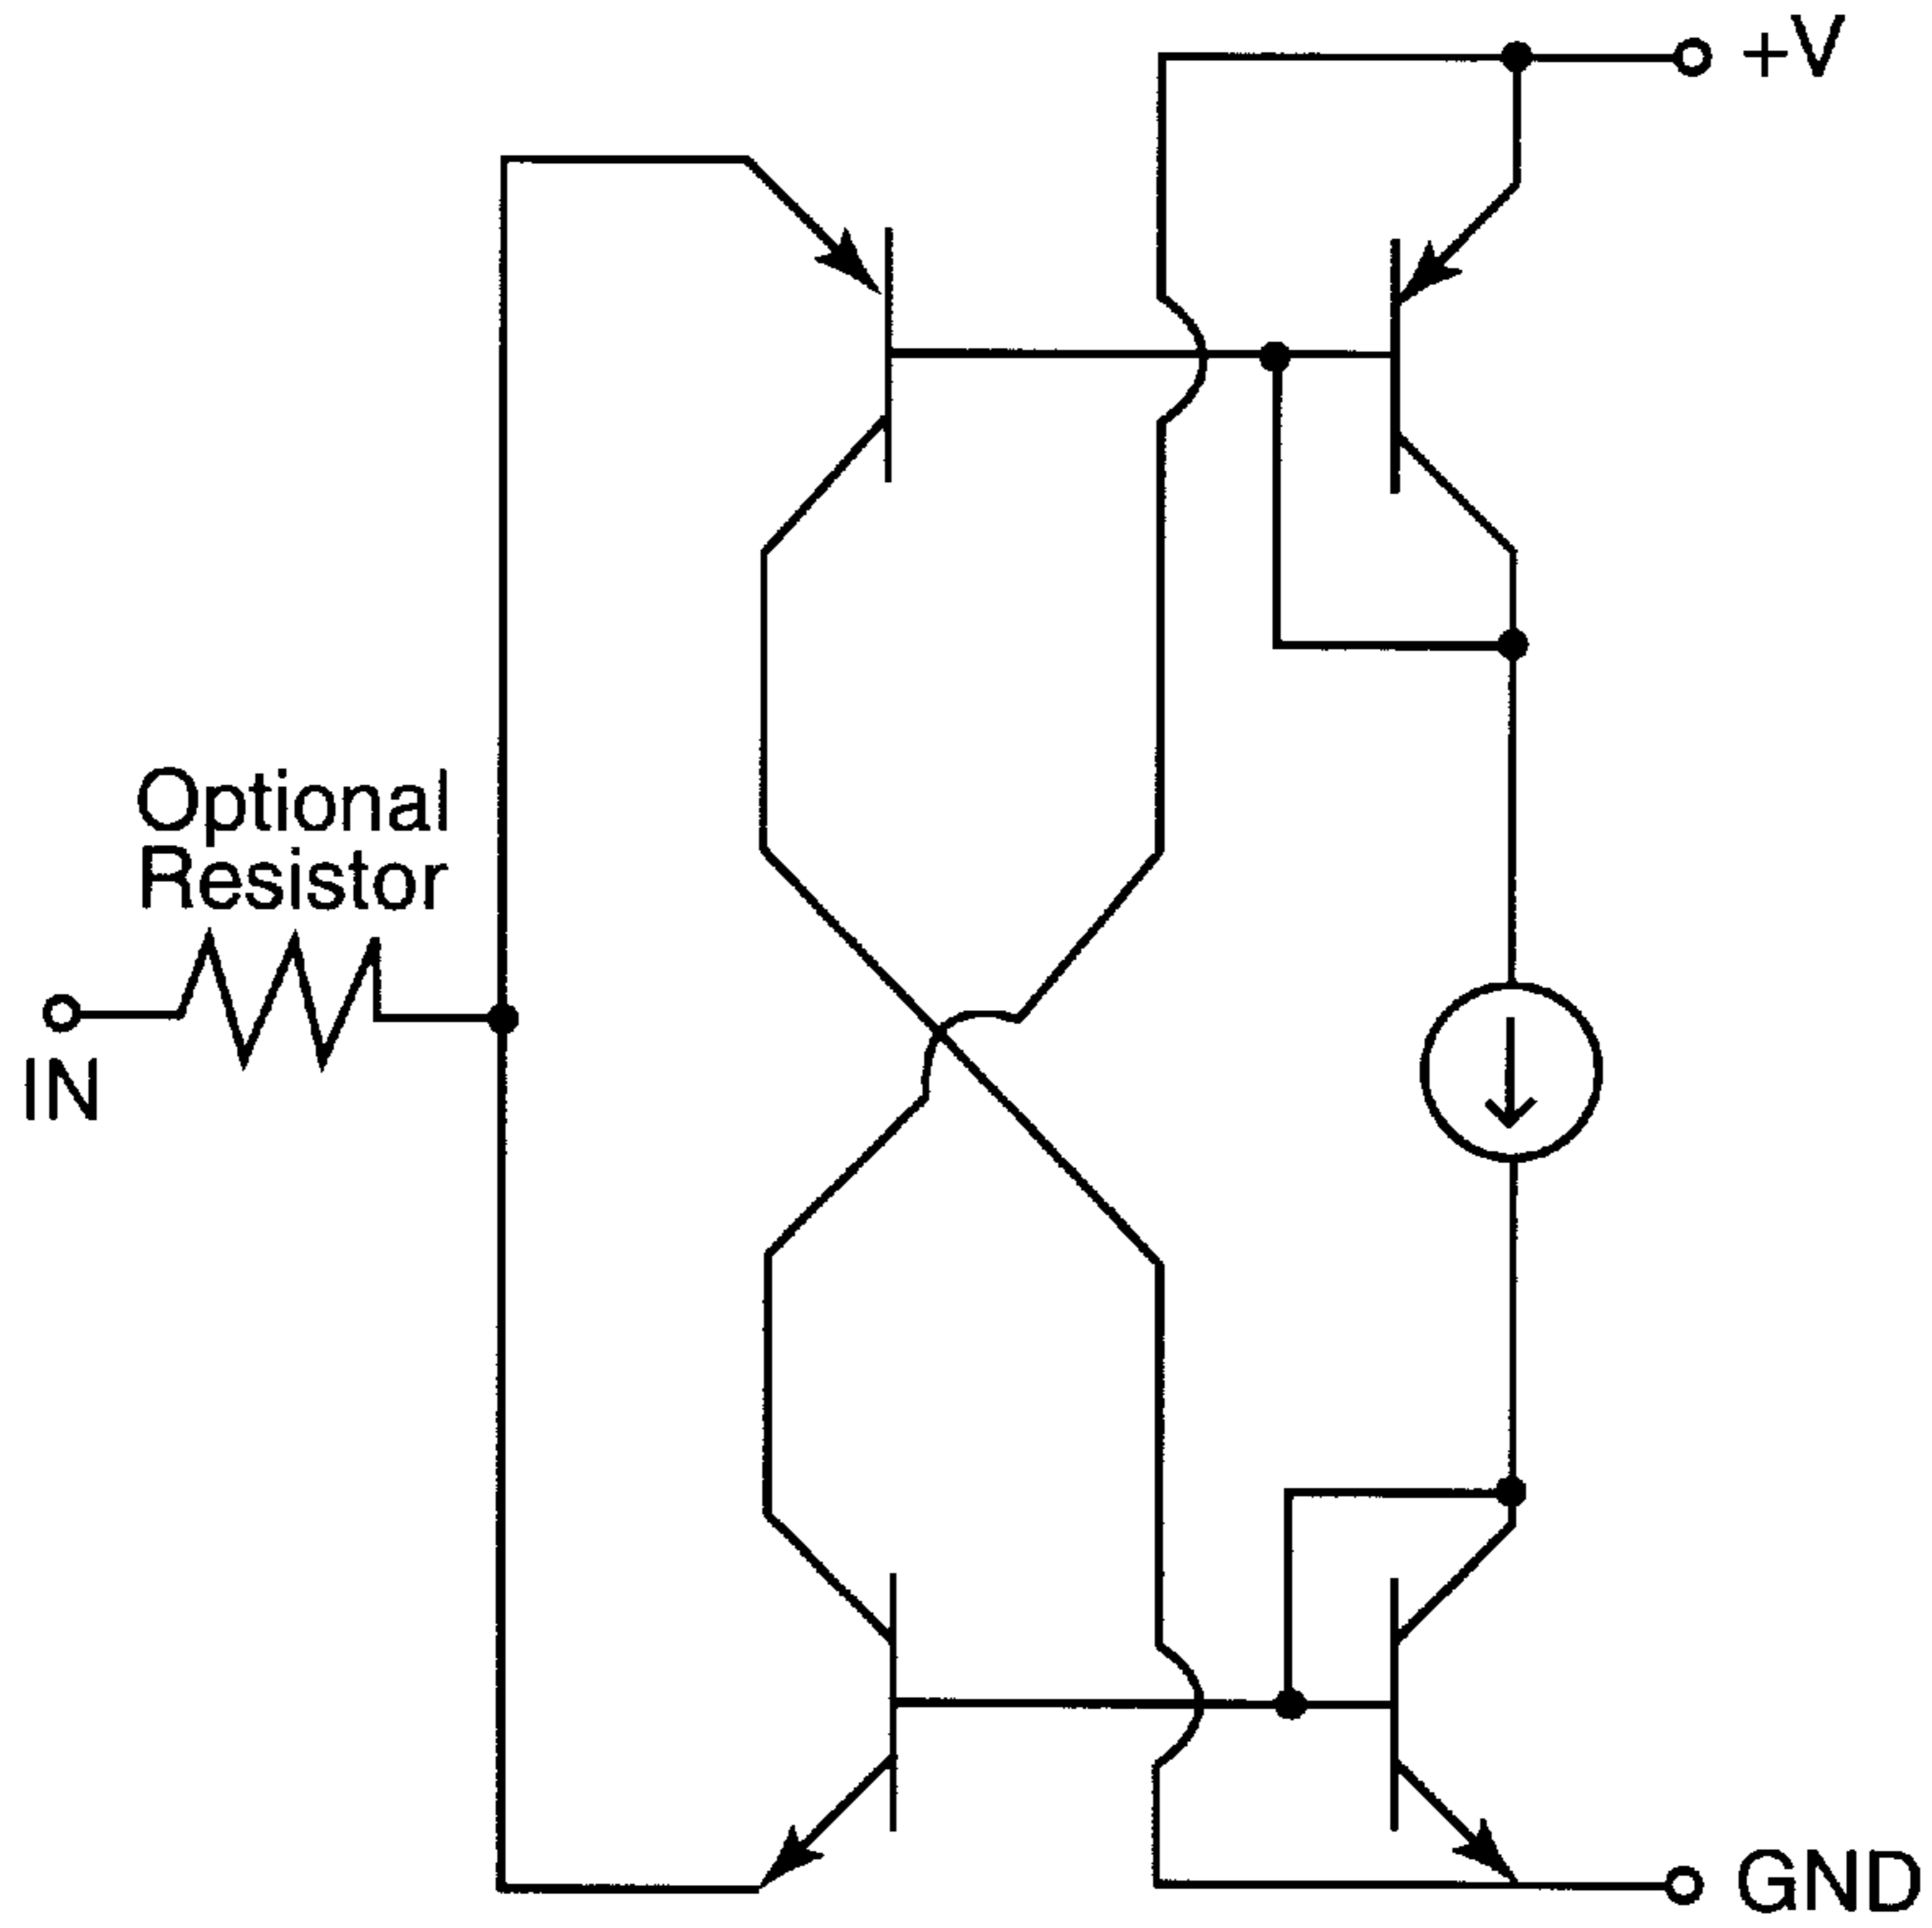 +V
Optional
Resistor
IN
GND